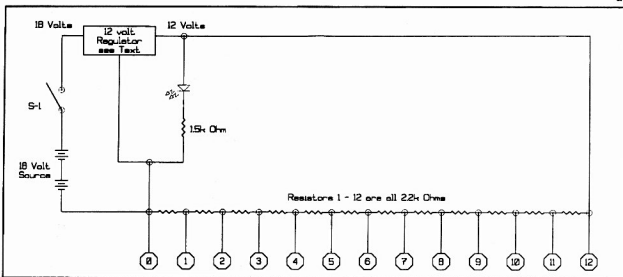 18 Volts
12 volt
Regulator
see Text
12 Volts
S-1
1.5k Ohm
18 Volt
Source
Resistors 1 - 12 are all 2.2k Ohms
0 1 2 3 4 5 6 7 8 9 10 11 12